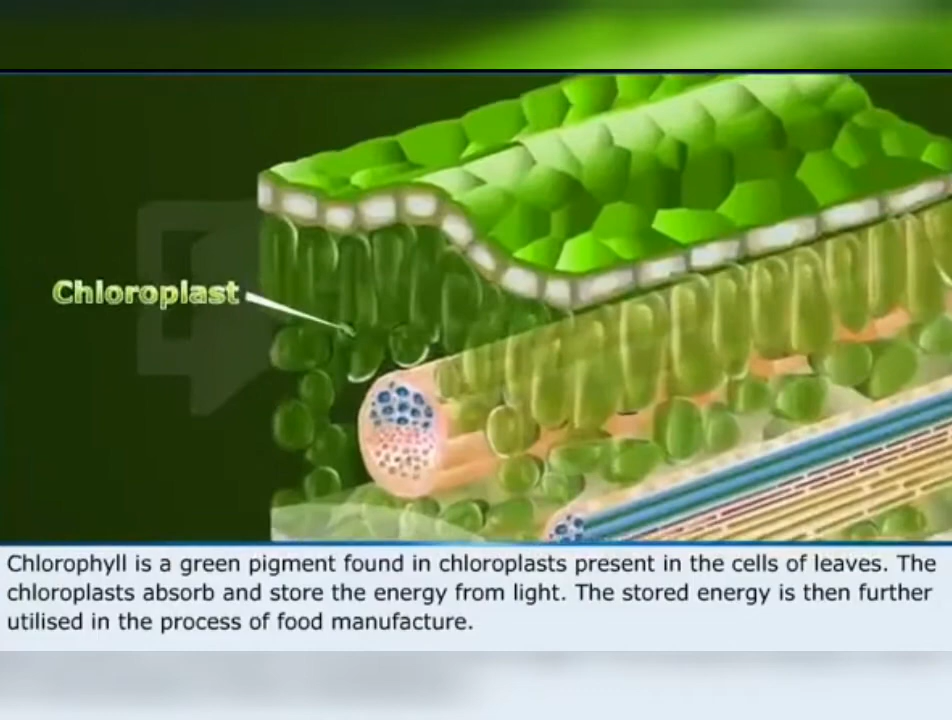 Chloroplast
Chlorophyll is a green pigment found in chloroplasts present in the cells of leaves. The
chloroplasts absorb and store the energy from light. The stored energy is then further
utilised in the process of food manufacture.